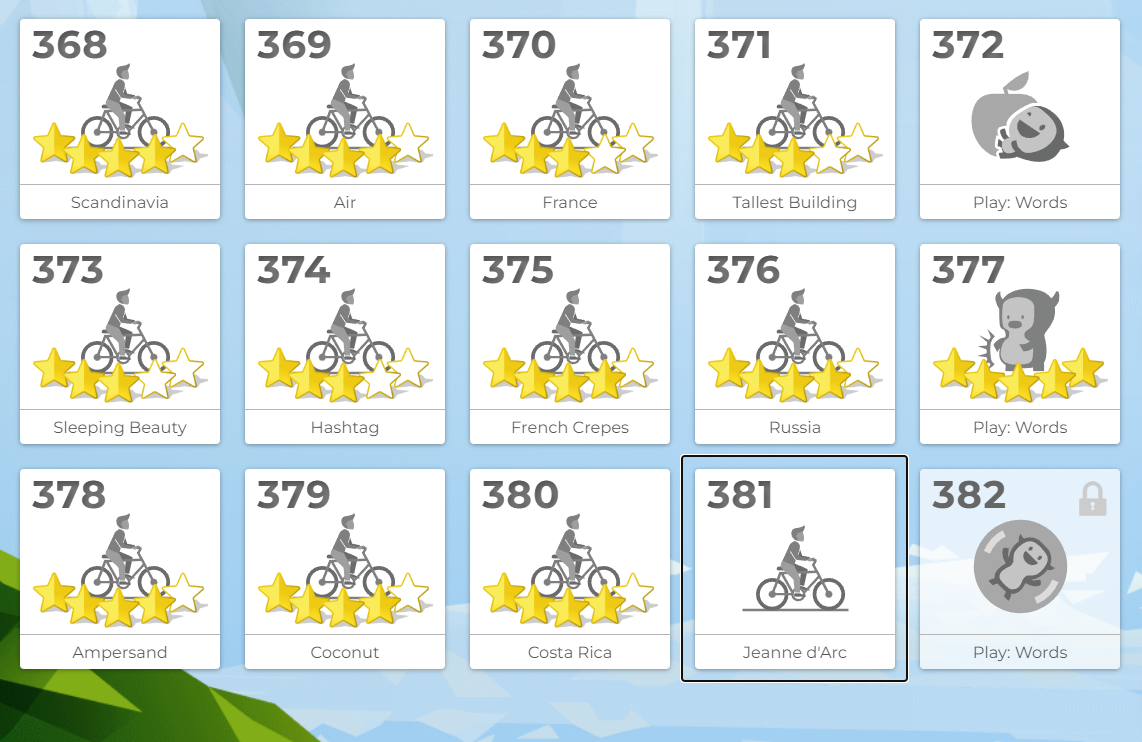 368
369
370
371
372
Scandinavia
Air
France
Tallest Building
Play: Words
373
374
375
376
377
Sleeping Beauty
Hashtag
French Crepes
Russia
Play: Words
378
379
380
381
382
Ampersand
Coconut
Costa Rica
Jeanne d'Arc
Play: Words